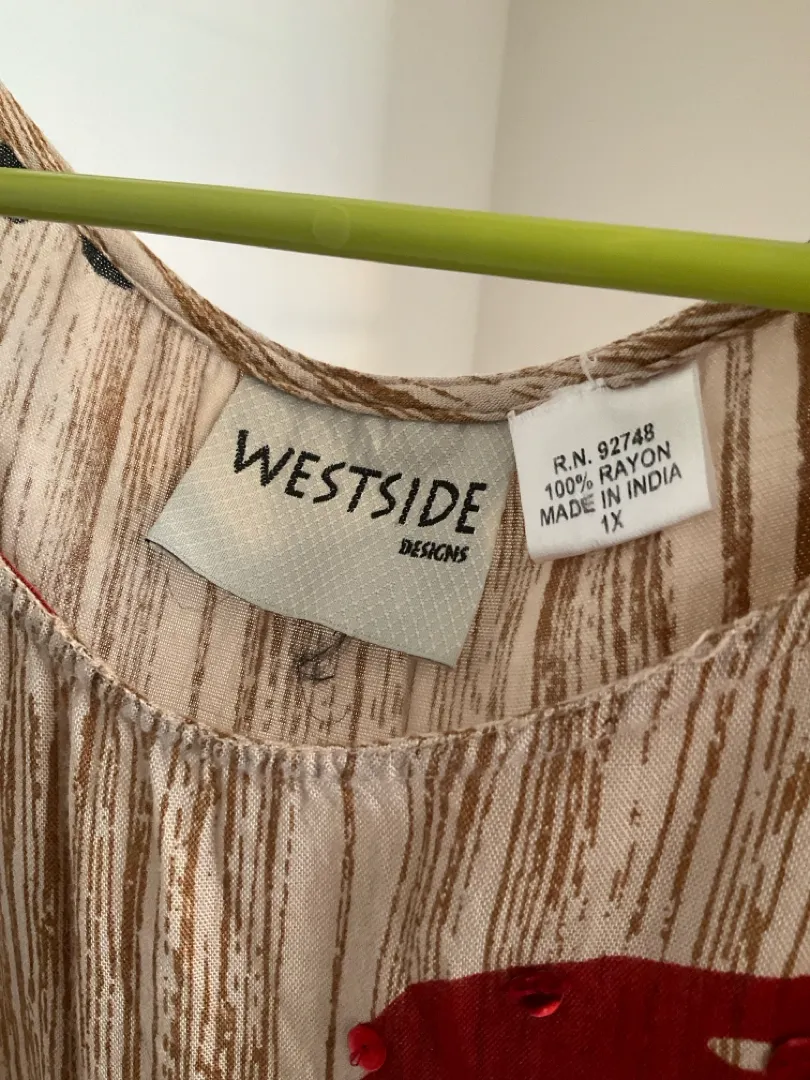 WESTSIDE
DESIGNS
R.N. 92748
100% RAYON
MADE IN INDIA
1X